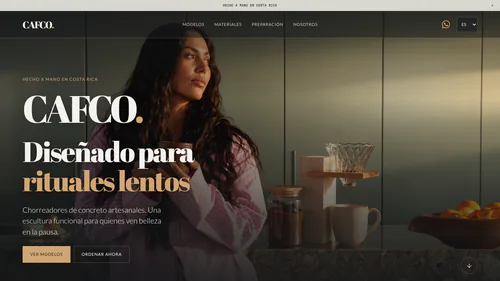 HECHO A MANO EN COSTA RICA
CAFCO.
MODELOS
MATERIALES
PREPARACIÓN
NOSOTROS
ES
HECHO A MANO EN COSTA RICA
CAFCO.
Diseñado para
rituales lentos
Chorreadores de concreto artesanales. Una
escultura funcional para quienes ven belleza
en la pausa.
VER MODELOS
ORDENAR AHORA